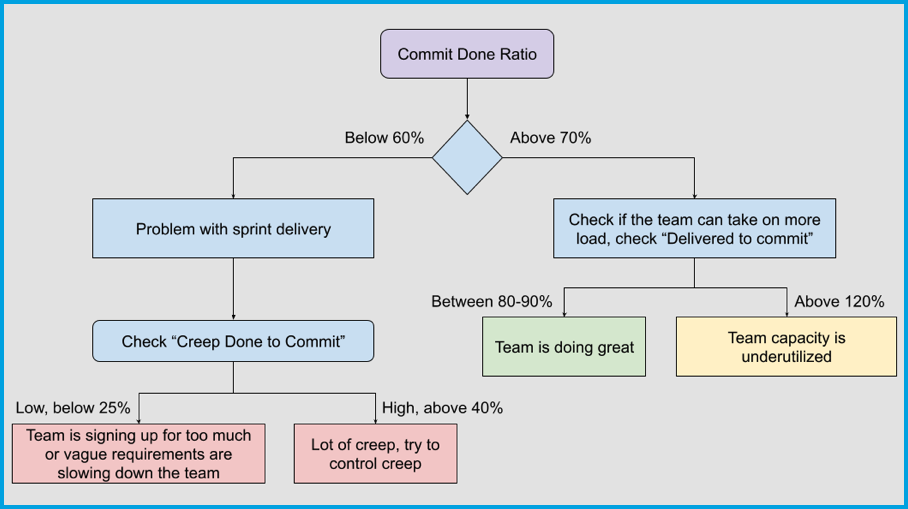 Commit Done Ratio
Below 60%
Above 70%
Problem with sprint delivery
Check if the team can take on more
load, check “Delivered to commit”
Between 80-90%
Above 120%
Check “Creep Done to Commit”
Team is doing great
Team capacity is
underutilized
Low, below 25%
High, above 40%
Team is signing up for too much
or vague requirements are
slowing down the team
Lot of creep, try to
control creep